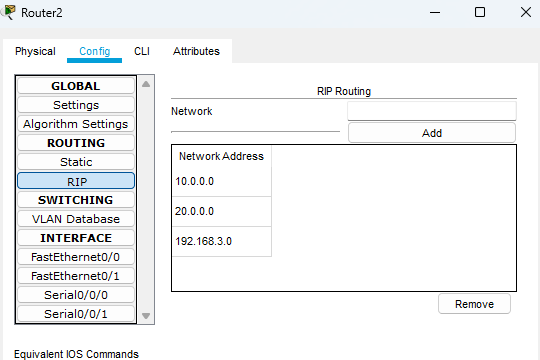 Router2
Physical Config CLI Attributes
GLOBAL
Settings
Algorithm Settings
ROUTING
Static
RIP
SWITCHING
VLAN Database
INTERFACE
FastEthernet0/0
FastEthernet0/1
Serial0/0/0
Serial0/0/1
RIP Routing
Network
Add
Network Address
10.0.0.0
20.0.0.0
192.168.3.0
Remove
Equivalent IOS Commands